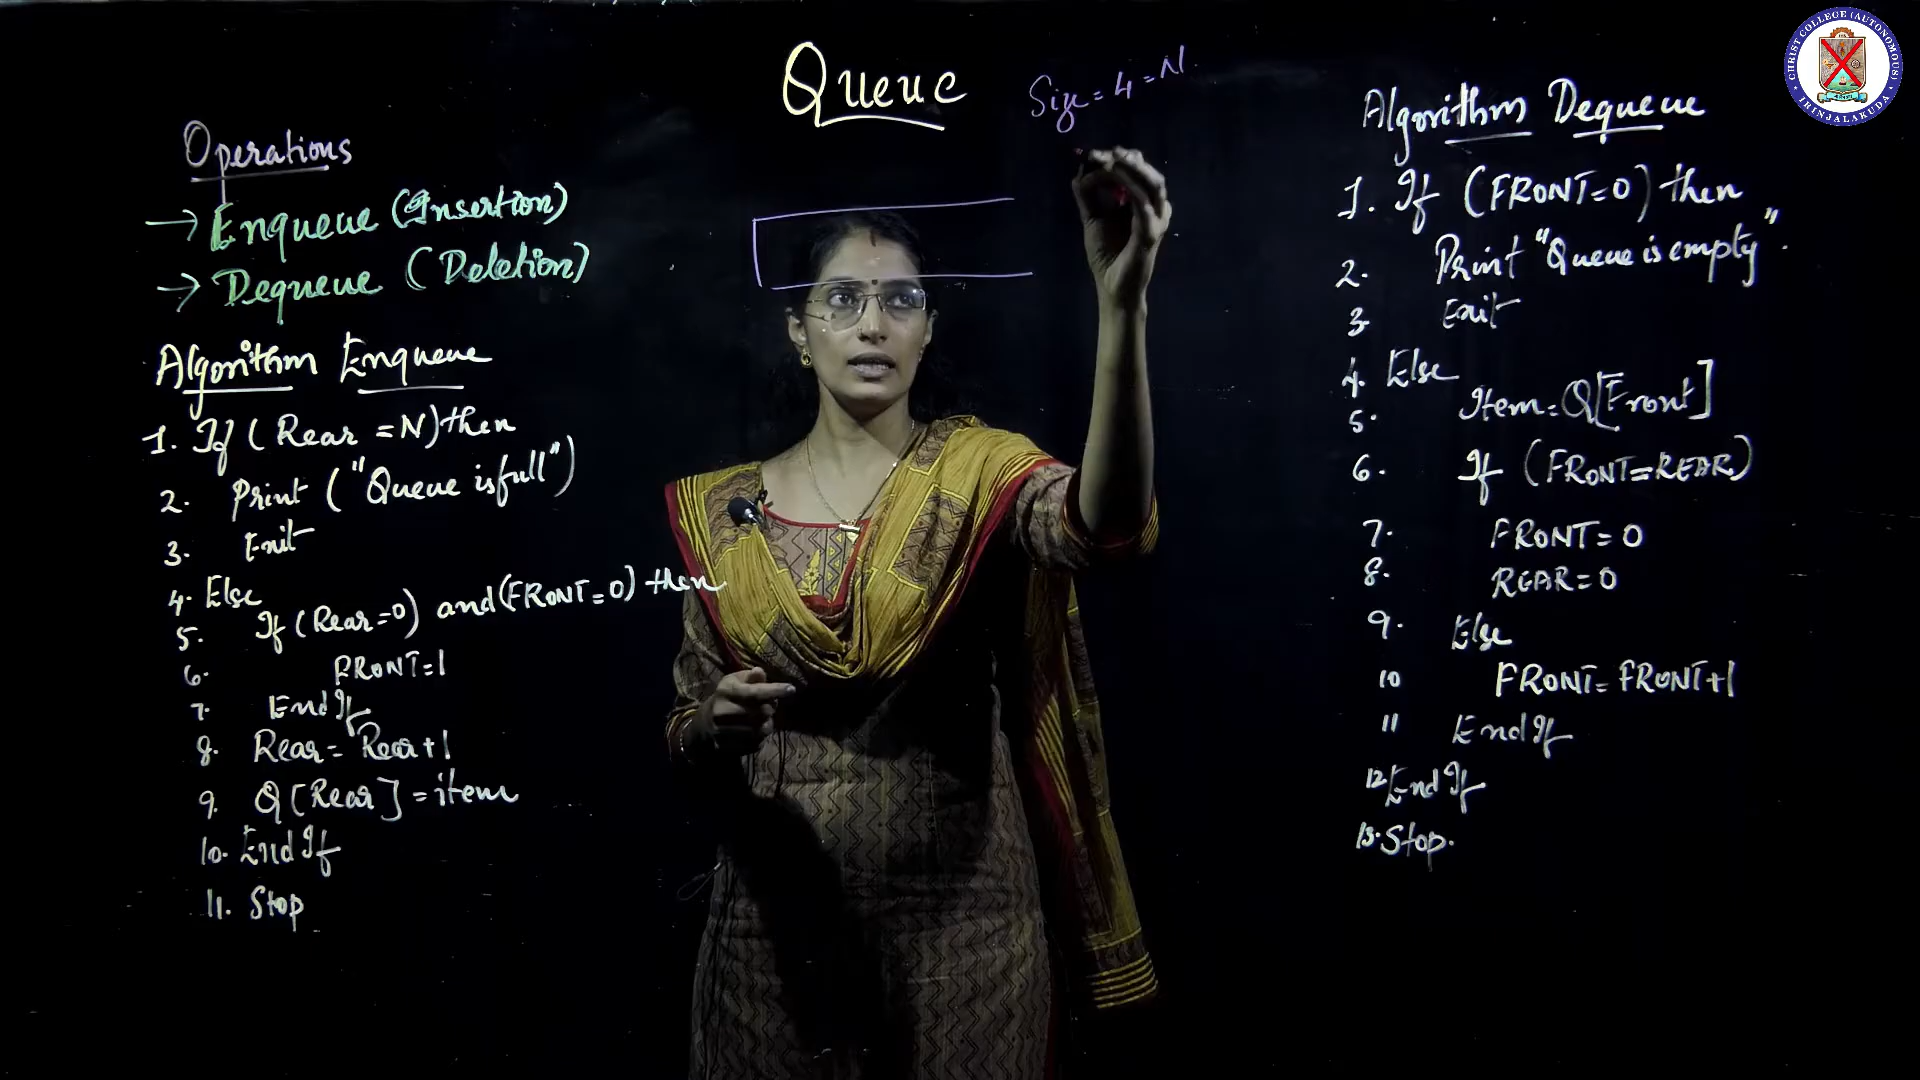 Queue
Size = 4 = N.
Operations
→ Enqueue (Insertion)
→ Dequeue (Deletion)
Algorithm Enqueue
1. If (Rear = N) then
2. Print ("Queue is full")
3. Exit
4. Else
5. If (Rear = 0) and (FRONT = 0) then
6. FRONT = 1
7. End If
8. Rear = Rear + 1
9. Q[Rear] = item
10. End If
11. Stop
Algorithm Dequeue
1. If (FRONT = 0) then
2. Print "Queue is empty".
3 Exit
4. Else
5. Item = Q[Front]
6. If (FRONT = REAR)
7. FRONT = 0
8. REAR = 0
9. Else
10 FRONT = FRONT + 1
11 End If
12 End If
13. Stop.
CHRIST COLLEGE (AUTONOMOUS)
IRINJALAKUDA